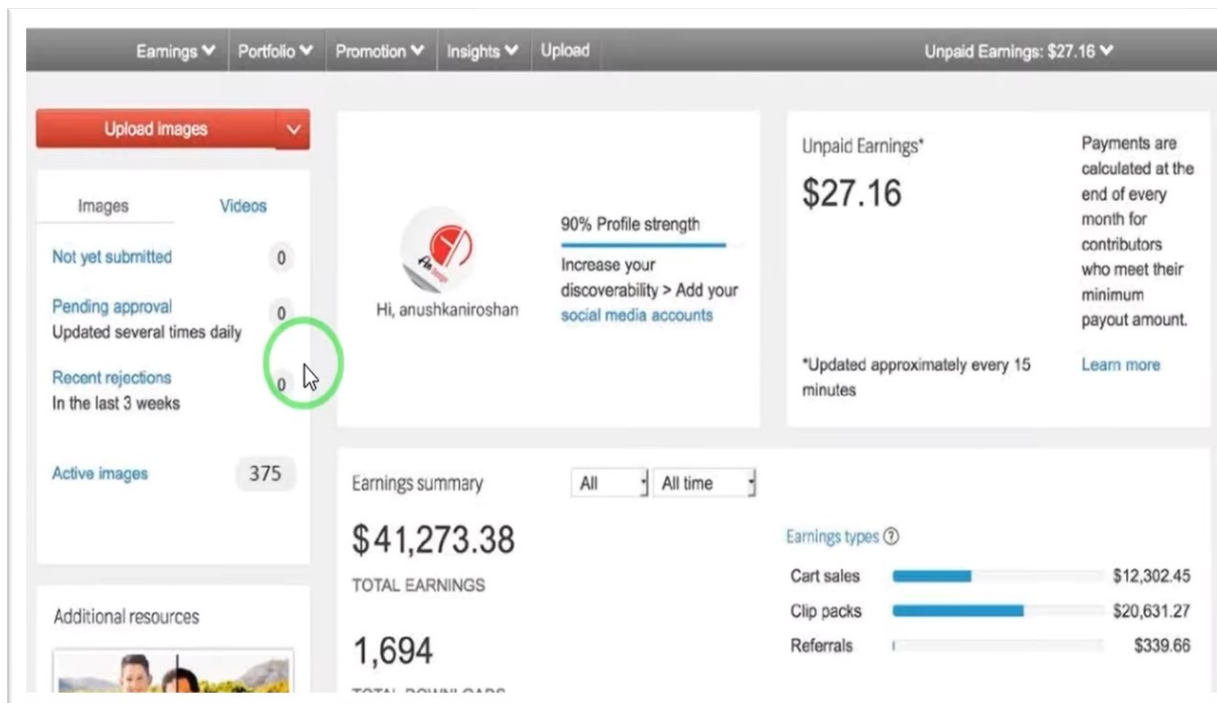 Earnings Portfolio Promotion Insights Upload Unpaid Earnings: $27.16
Upload images
Images Videos
Not yet submitted 0
Pending approval 0
Updated several times daily
Recent rejections 0
In the last 3 weeks
Active images 375
Additional resources
Hi, anushkaniroshan
90% Profile strength
Increase your
discoverability > Add your
social media accounts
Unpaid Earnings*
$27.16
*Updated approximately every 15
minutes
Payments are
calculated at the
end of every
month for
contributors
who meet their
minimum
payout amount.
Learn more
Earnings summary All All time
$41,273.38
TOTAL EARNINGS
1,694
TOTAL DOWNLOADS
Earnings types
Cart sales $12,302.45
Clip packs $20,631.27
Referrals $339.66